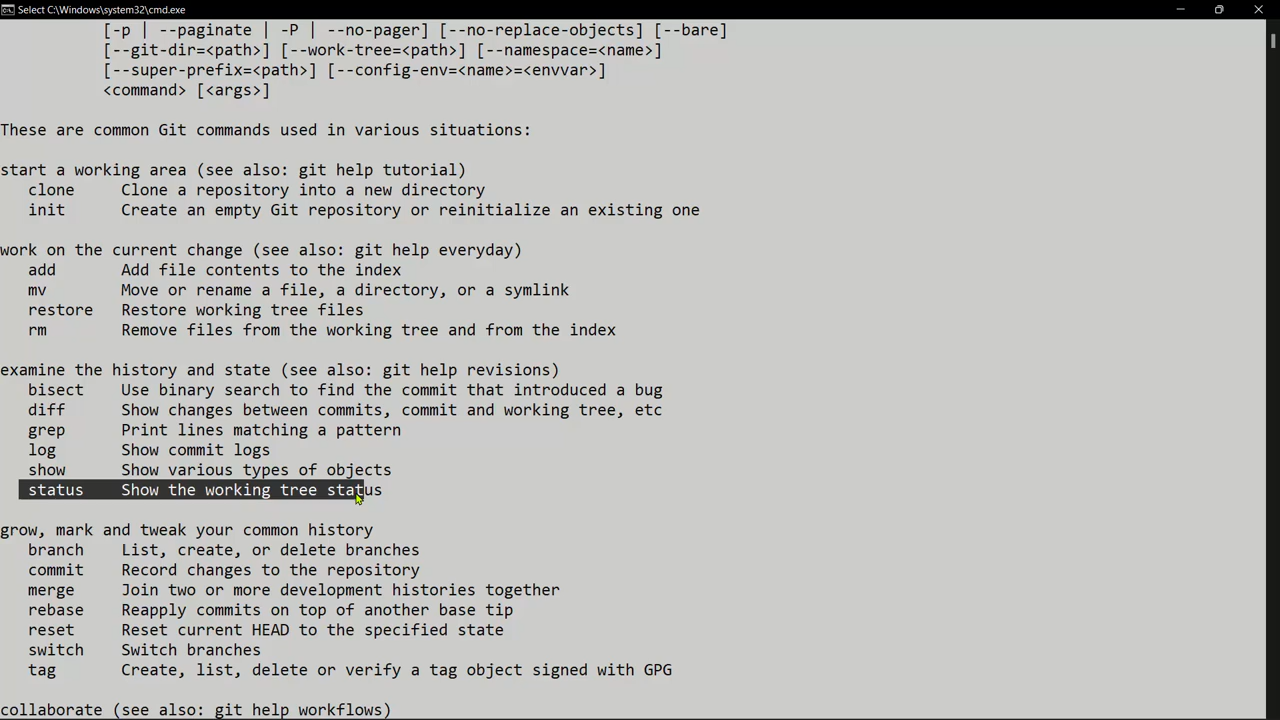 Select C:\Windows\system32\cmd.exe
[-p | --paginate | -P | --no-pager] [--no-replace-objects] [--bare]
[--git-dir=<path>] [--work-tree=<path>] [--namespace=<name>]
[--super-prefix=<path>] [--config-env=<name>=<envvar>]
<command> [<args>]
These are common Git commands used in various situations:
start a working area (see also: git help tutorial)
clone Clone a repository into a new directory
init Create an empty Git repository or reinitialize an existing one
work on the current change (see also: git help everyday)
add Add file contents to the index
mv Move or rename a file, a directory, or a symlink
restore Restore working tree files
rm Remove files from the working tree and from the index
examine the history and state (see also: git help revisions)
bisect Use binary search to find the commit that introduced a bug
diff Show changes between commits, commit and working tree, etc
grep Print lines matching a pattern
log Show commit logs
show Show various types of objects
status Show the working tree status
grow, mark and tweak your common history
branch List, create, or delete branches
commit Record changes to the repository
merge Join two or more development histories together
rebase Reapply commits on top of another base tip
reset Reset current HEAD to the specified state
switch Switch branches
tag Create, list, delete or verify a tag object signed with GPG
collaborate (see also: git help workflows)